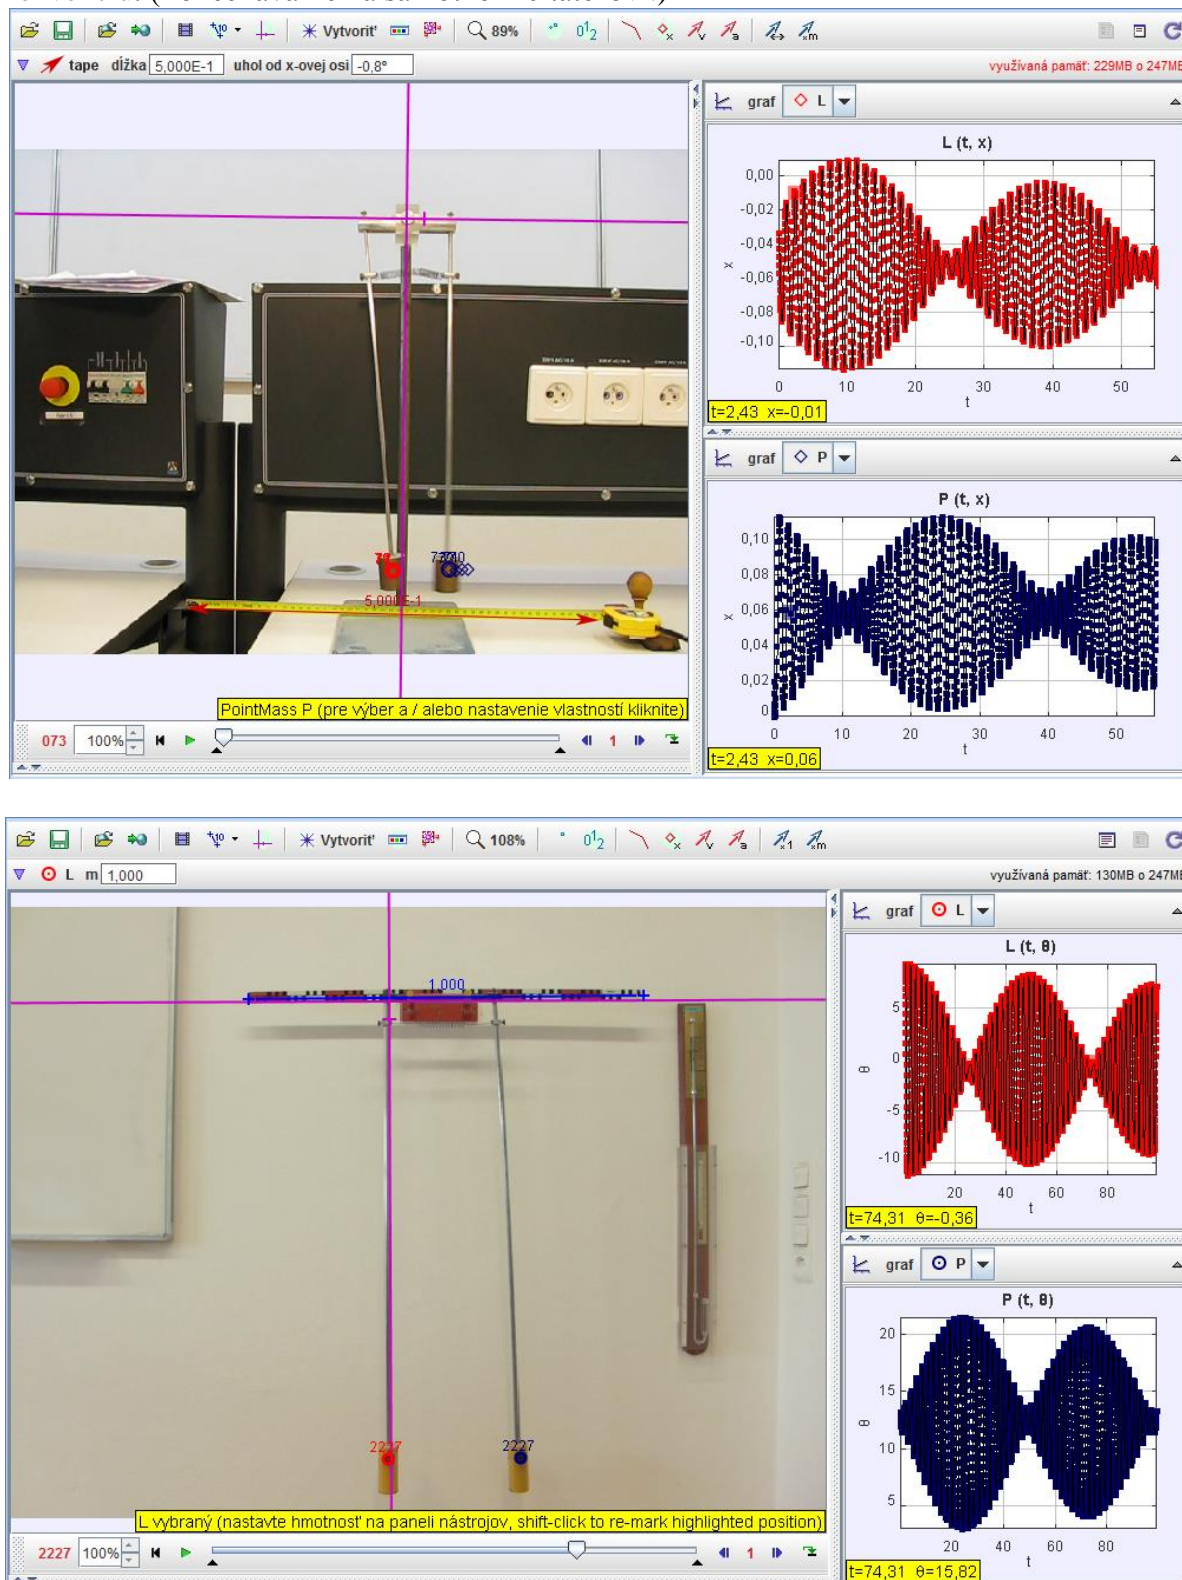 89%
Vytvoriť
tape dĺžka 5,000E-1 uhol od x-ovej osi -0,8°
využívaná pamäť: 229MB o 247MB
graf L
L (t, x)
0,00
-0,02
-0,04
-0,06
-0,08
-0,10
x
0 10 20 30 40 50
t
t=2,43 x=-0,01
graf P
P (t, x)
0,10
0,08
0,06
0,04
0,02
0
x
0 10 20 30 40 50
t
t=2,43 x=0,06
5,000E-1
PointMass P (pre výber a / alebo nastavenie vlastností kliknite)
073 100% 1
Vytvoriť 108%
L m 1,000
využívaná pamäť: 130MB o 247MB
1,000
2227 2227
L vybraný (nastavte hmotnosť na paneli nástrojov, shift-click to re-mark highlighted position)
2227 100% 1
graf L
L (t, θ)
5
0
-5
-10
θ
20 40 60 80
t
t=74,31 θ=-0,36
graf P
P (t, θ)
20
15
10
5
θ
20 40 60 80
t
t=74,31 θ=15,82